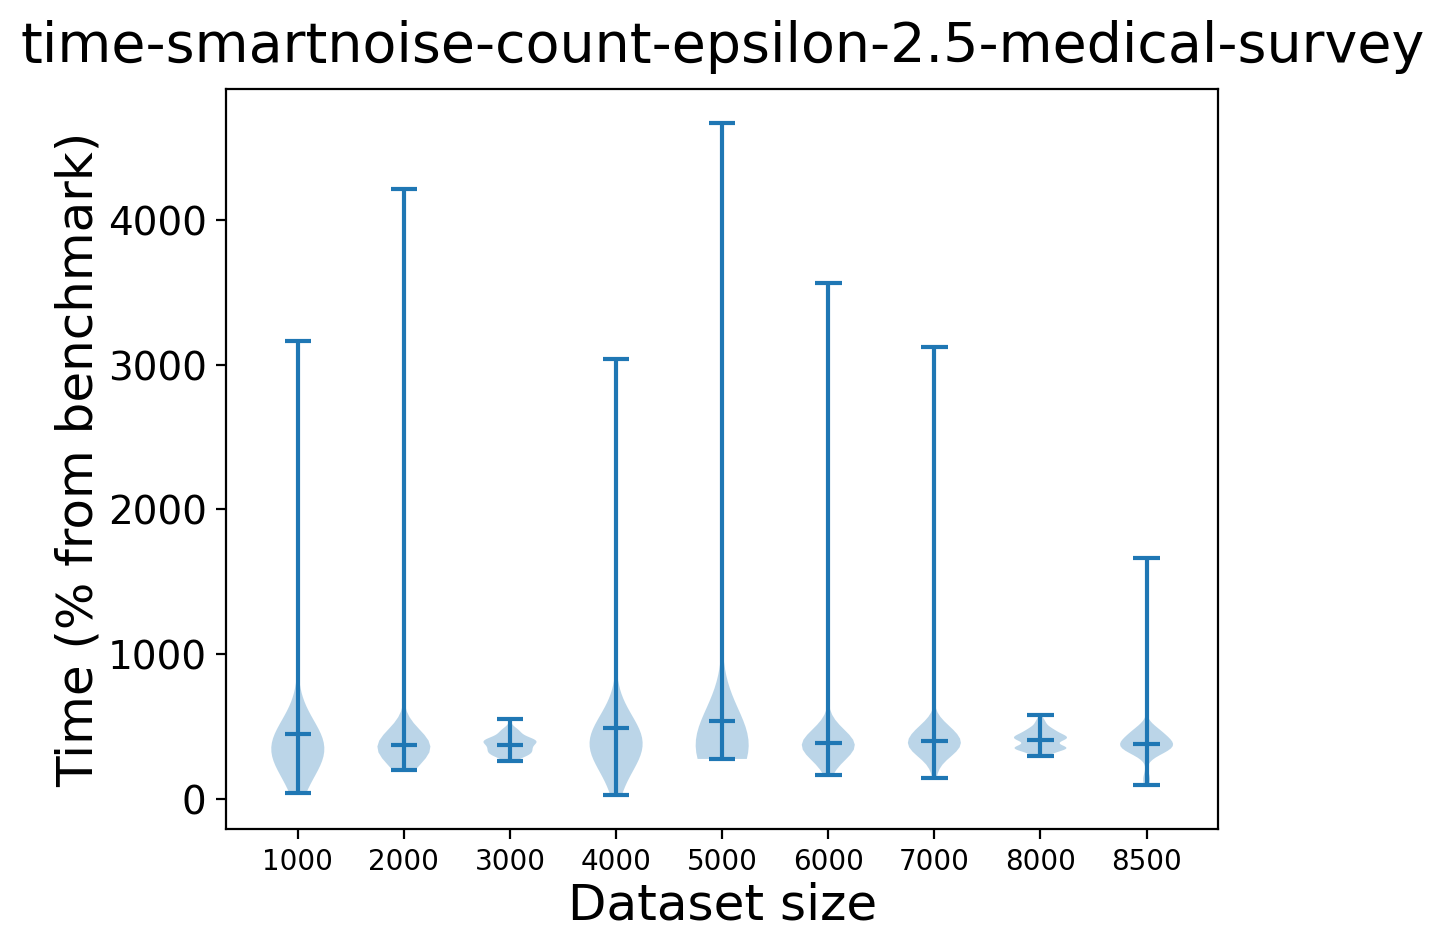 time-smartnoise-count-epsilon-2.5-medical-survey
Time (% from benchmark)
4000
3000
2000
1000
0
1000 2000 3000 4000 5000 6000 7000 8000 8500
Dataset size